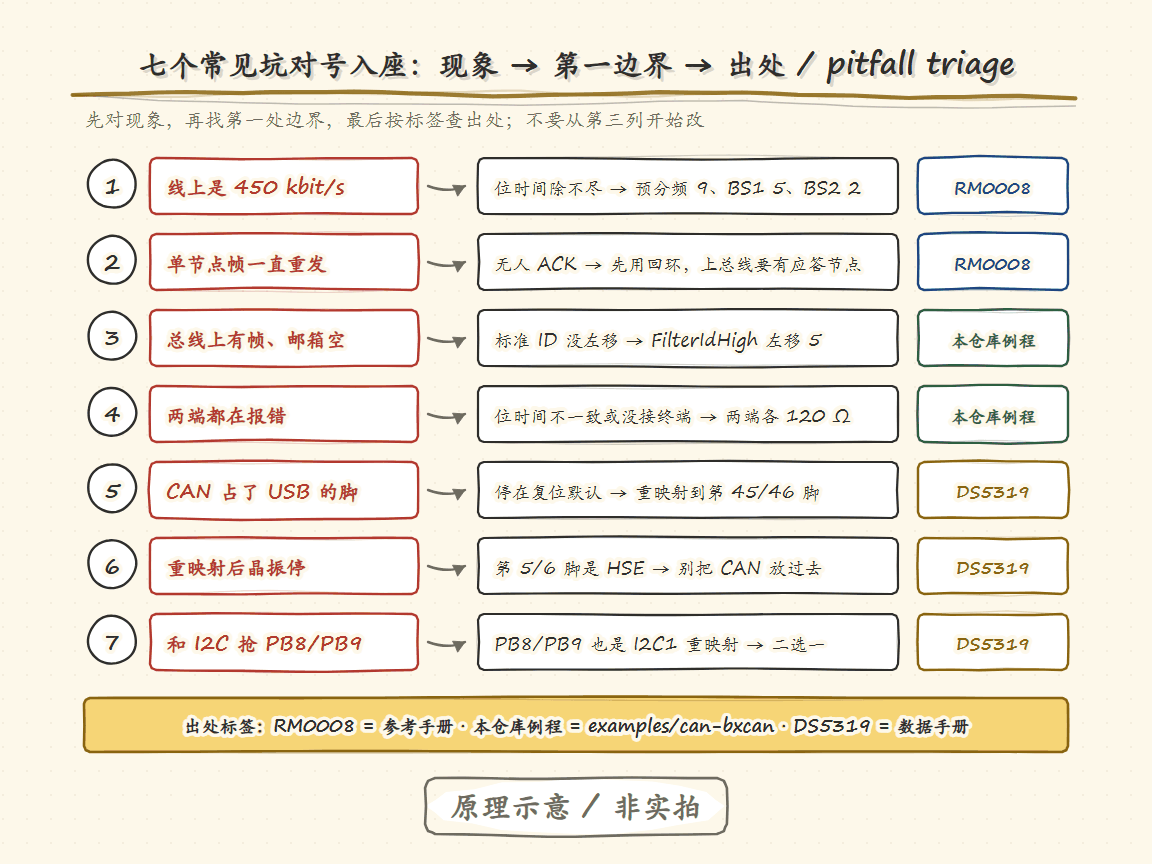 七个常见坑对号入座：现象 → 第一边界 → 出处 / pitfall triage
先对现象，再找第一处边界，最后按标签查出处；不要从第三列开始改
1 线上是 450 kbit/s 位时间除不尽 → 预分频 9、BS1 5、BS2 2 RM0008
2 单节点帧一直重发 无人 ACK → 先用回环，上总线要有应答节点 RM0008
3 总线上有帧、邮箱空 标准 ID 没左移 → FilterIdHigh 左移 5 本仓库例程
4 两端都在报错 位时间不一致或没接终端 → 两端各 120 Ω 本仓库例程
5 CAN 占了 USB 的脚 停在复位默认 → 重映射到第 45/46 脚 DS5319
6 重映射后晶振停 第 5/6 脚是 HSE → 别把 CAN 放过去 DS5319
7 和 I2C 抢 PB8/PB9 PB8/PB9 也是 I2C1 重映射 → 二选一 DS5319
出处标签：RM0008 = 参考手册 · 本仓库例程 = examples/can-bxcan · DS5319 = 数据手册
原理示意 / 非实拍